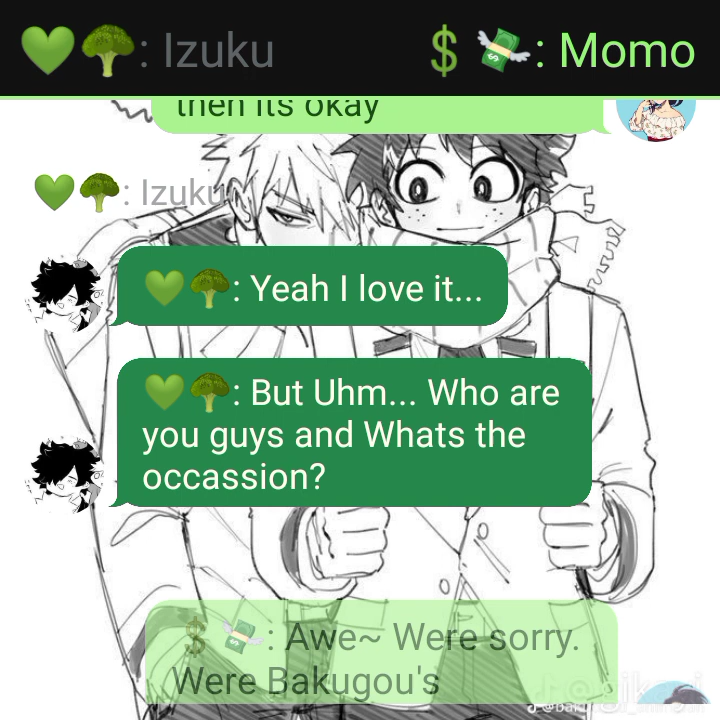 💚🥦: Izuku
💲💸: Momo
then its okay
💚🥦: Izuku
💚🥦: Yeah I love it...
💚🥦: But Uhm... Who are
you guys and Whats the
occassion?
💲💸: Awe~ Were sorry.
Were Bakugou's